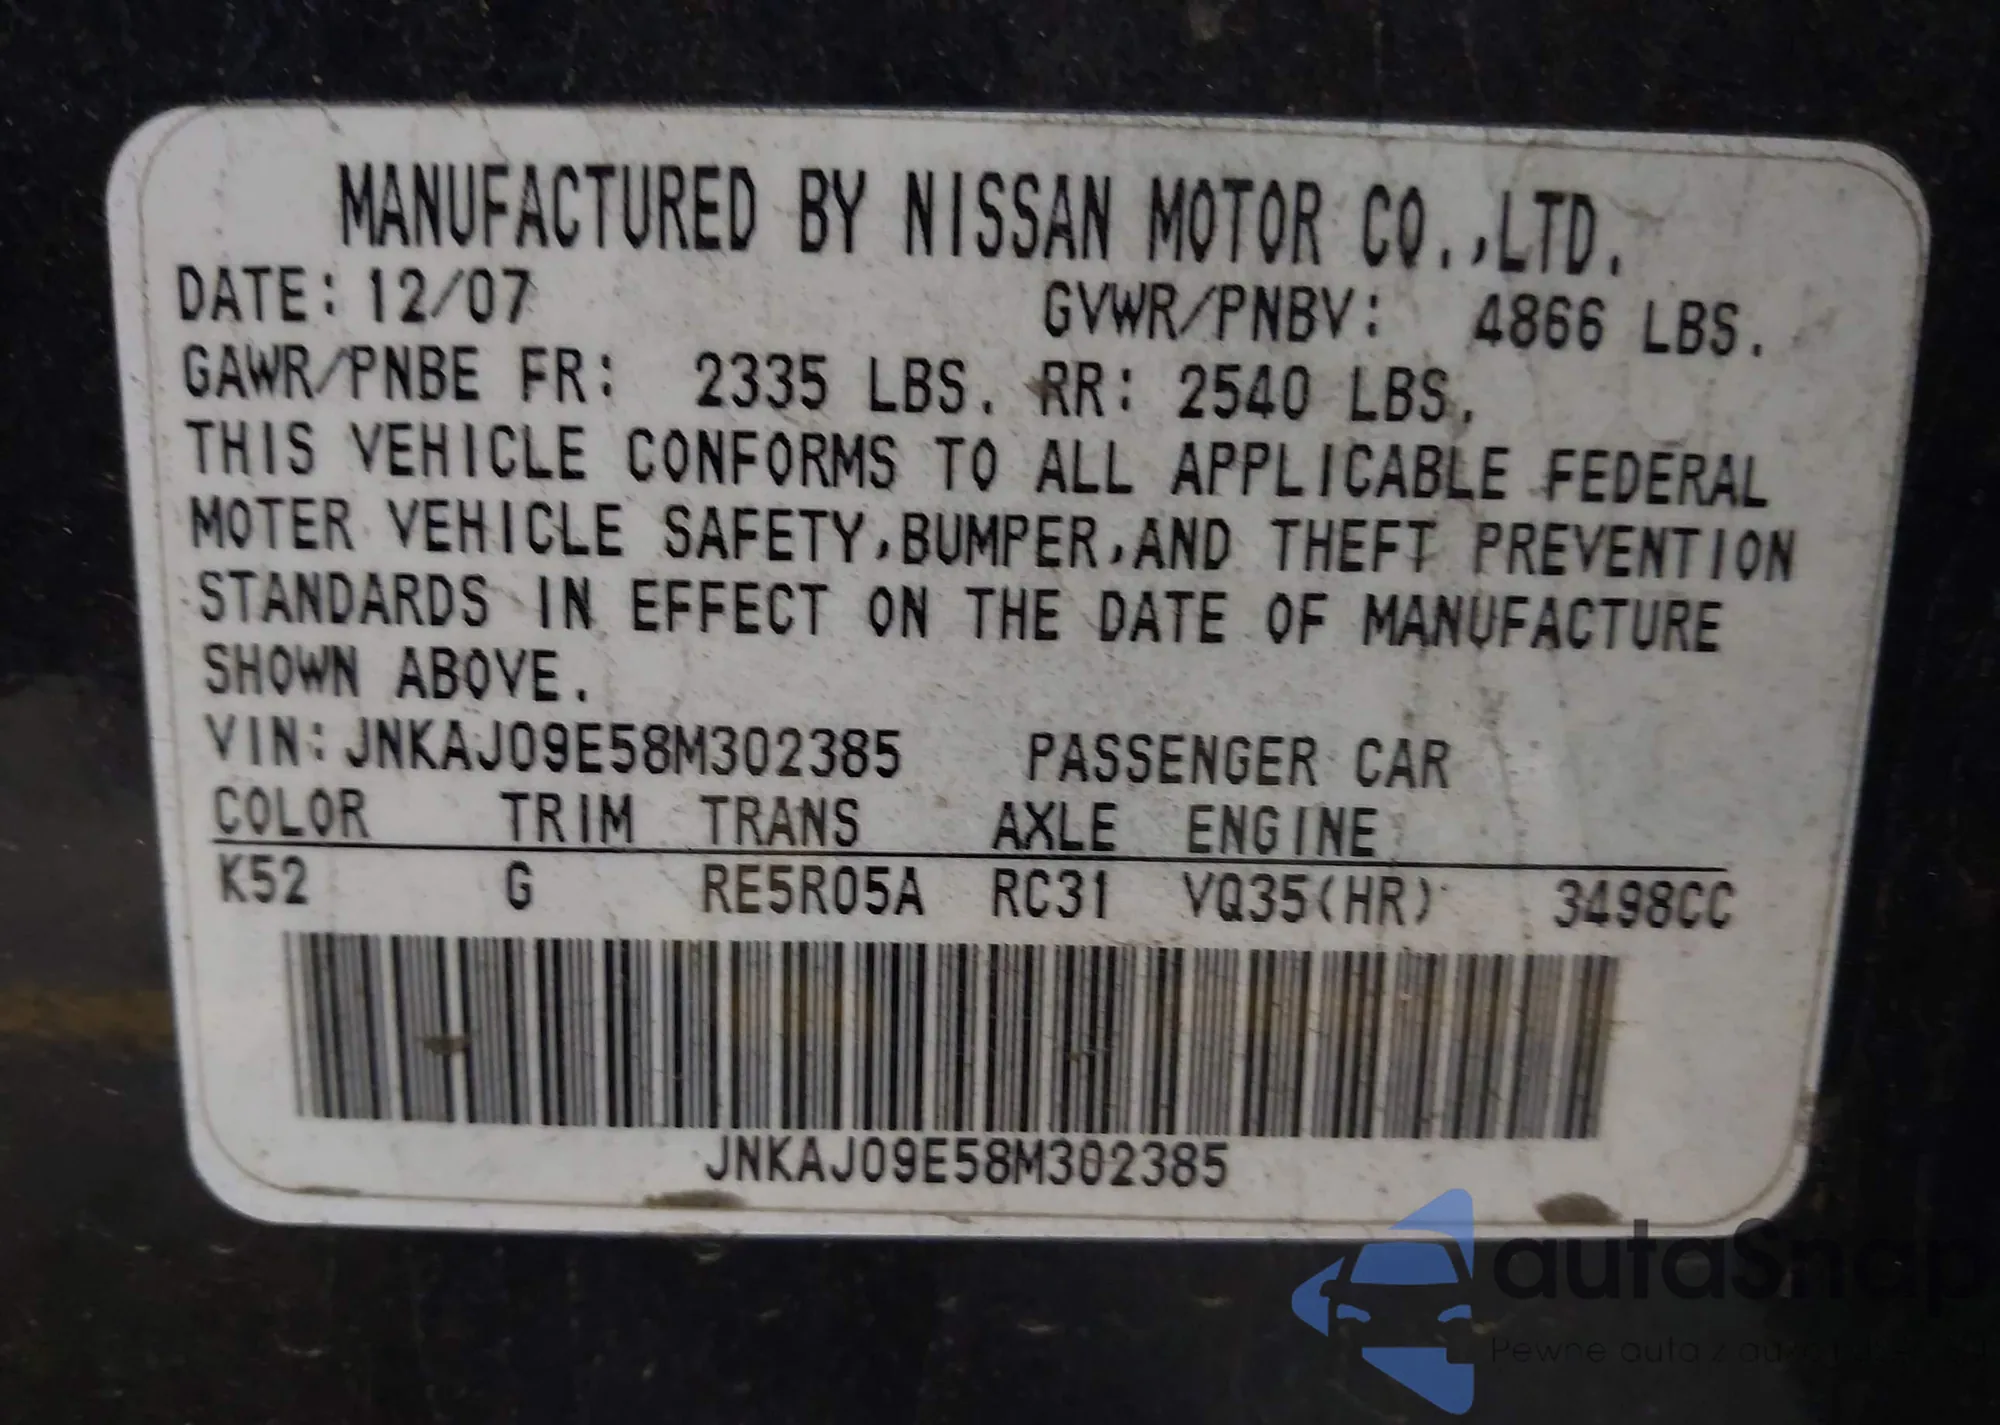 MANUFACTURED BY NISSAN MOTOR CO.,LTD.
DATE: 12/07 GVWR/PNBV: 4866 LBS.
GAWR/PNBE FR: 2335 LBS. RR: 2540 LBS.
THIS VEHICLE CONFORMS TO ALL APPLICABLE FEDERAL
MOTER VEHICLE SAFETY,BUMPER,AND THEFT PREVENTION
STANDARDS IN EFFECT ON THE DATE OF MANUFACTURE
SHOWN ABOVE.
VIN:JNKAJ09E58M302385 PASSENGER CAR
COLOR TRIM TRANS AXLE ENGINE
K52 G RE5R05A RC31 VQ35(HR) 3498CC
JNKAJ09E58M302385
autaSnap
Pewne auta z